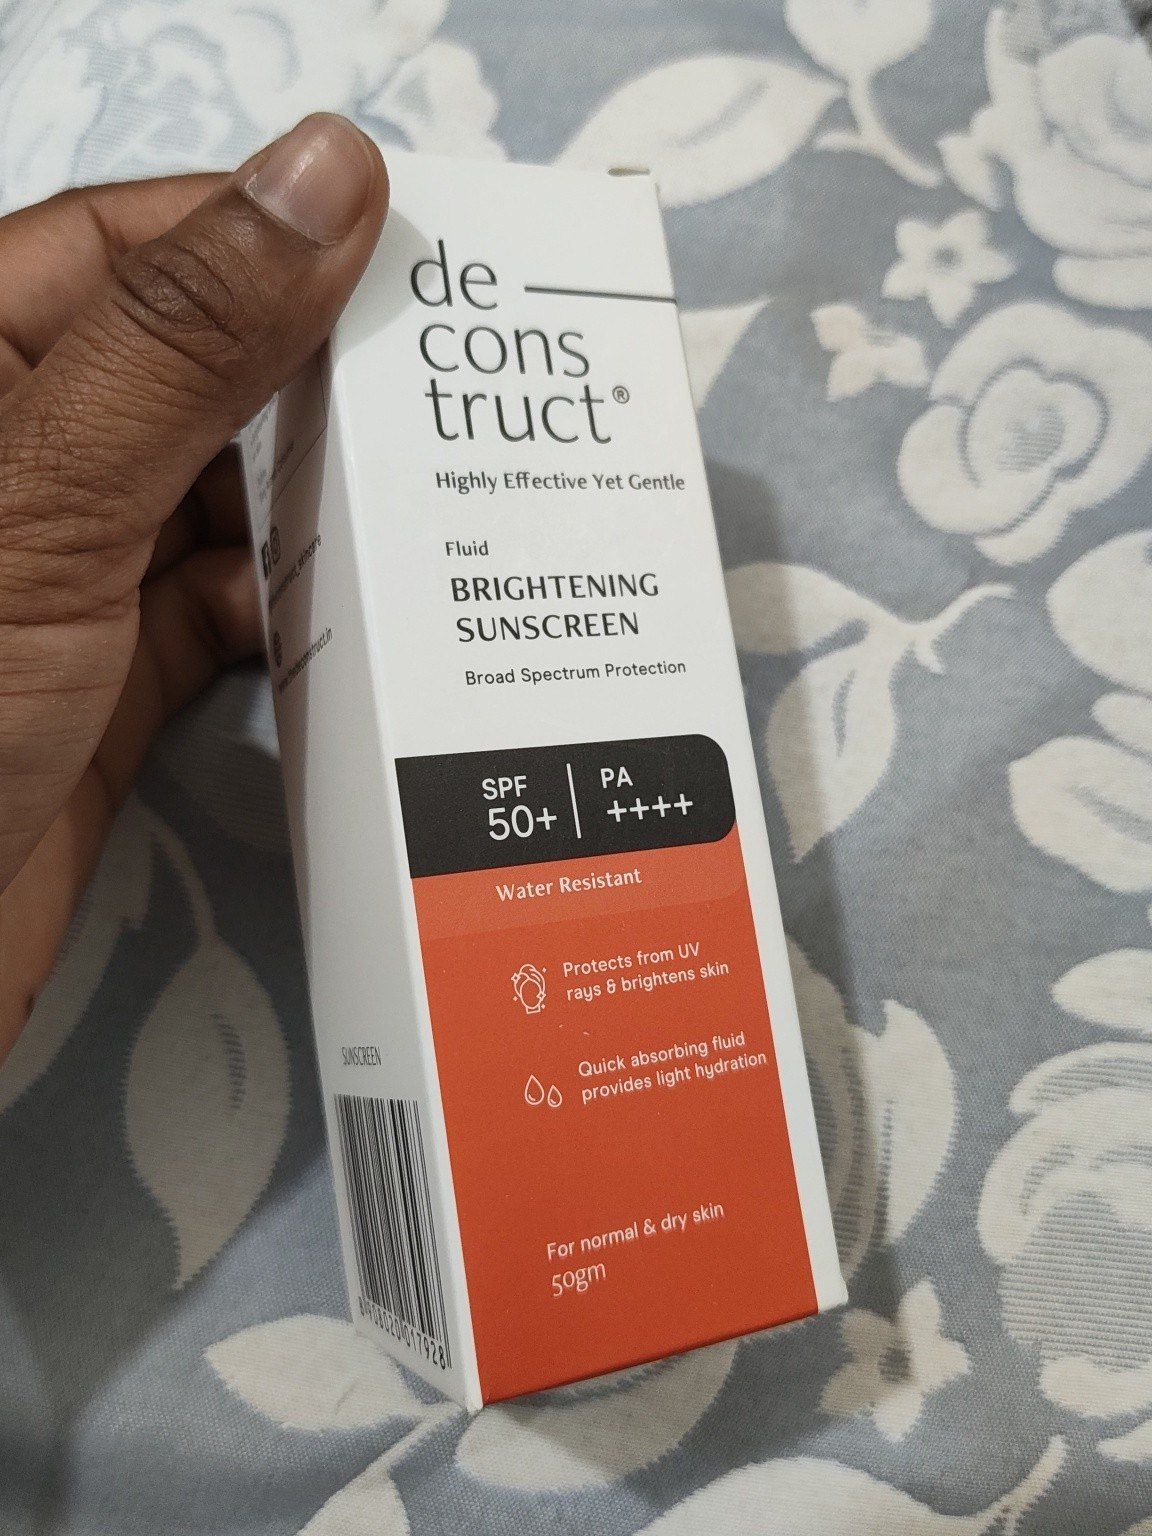 de
cons
truct®
Highly Effective Yet Gentle
Fluid
BRIGHTENING
SUNSCREEN
Broad Spectrum Protection
SPF
50+
PA
++++
Water Resistant
Protects from UV
rays & brightens skin
Quick absorbing fluid
provides light hydration
For normal & dry skin
50gm
SUNSCREEN